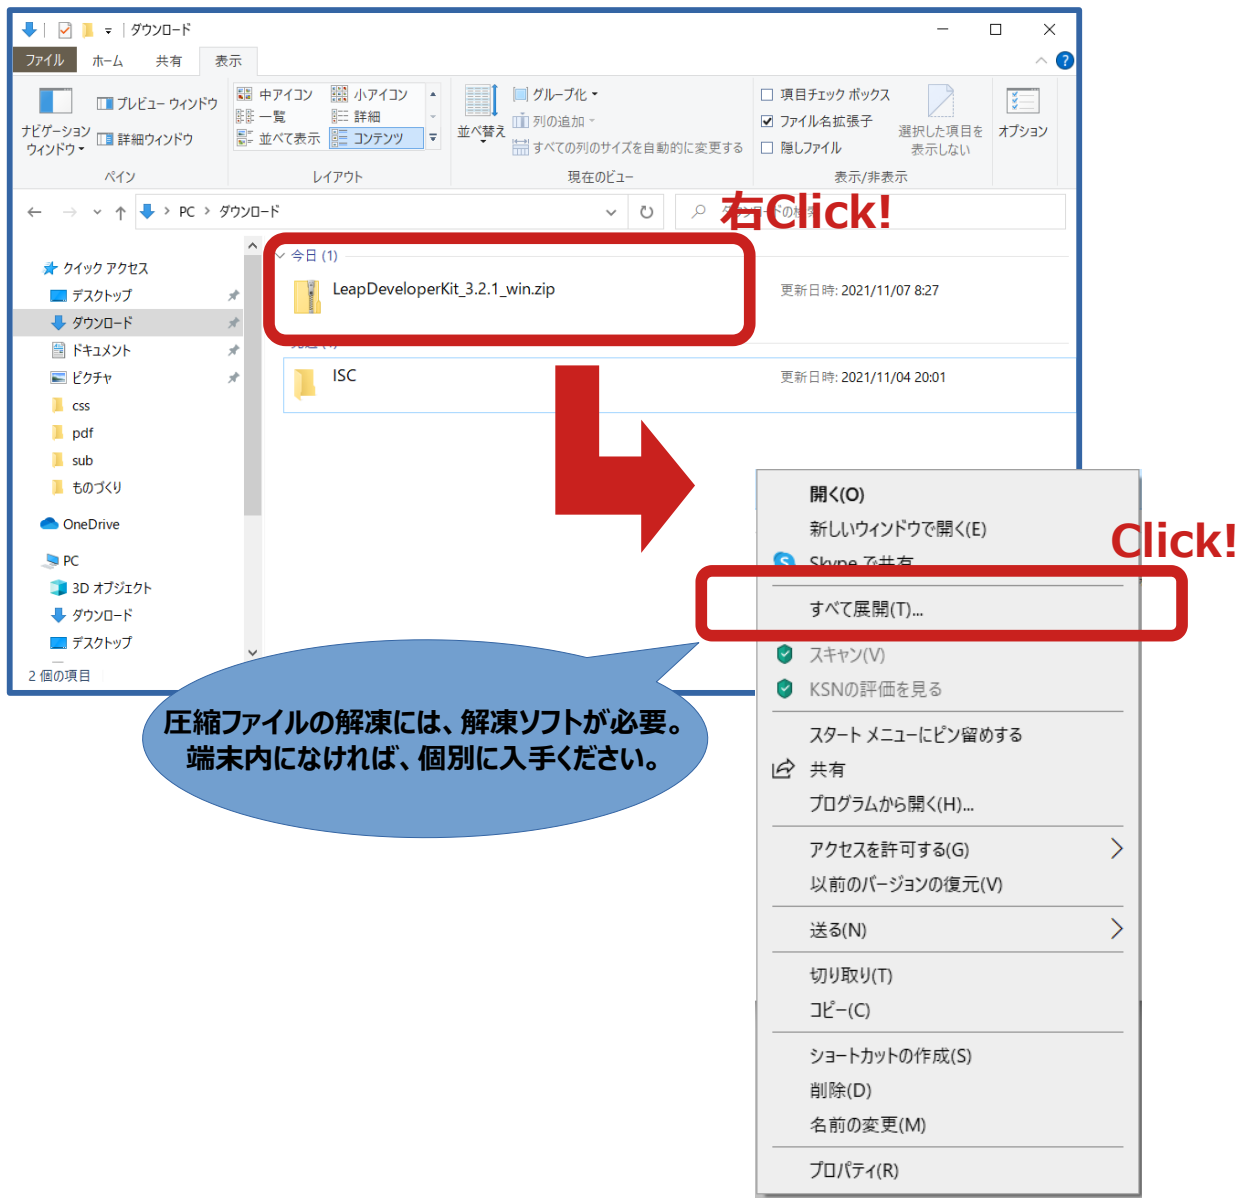 ダウンロード
ファイル ホーム 共有 表示
ナビゲーション
ウィンドウ
プレビュー ウィンドウ
詳細ウィンドウ
ペイン
中アイコン 小アイコン
一覧 詳細
並べて表示 コンテンツ
レイアウト
並べ替え
グループ化
列の追加
すべての列のサイズを自動的に変更する
現在のビュー
項目チェック ボックス
ファイル名拡張子
隠しファイル
選択した項目を
表示しない
表示/非表示
オプション
PC ダウンロード
右Click!
クイック アクセス
デスクトップ
ダウンロード
ドキュメント
ピクチャ
css
pdf
sub
ものづくり
OneDrive
PC
3D オブジェクト
ダウンロード
デスクトップ
2 個の項目
今日 (1)
LeapDeveloperKit_3.2.1_win.zip
更新日時: 2021/11/07 8:27
ISC
更新日時: 2021/11/04 20:01
開く(O)
新しいウィンドウで開く(E)
Skype で共有
Click!
すべて展開(T)...
スキャン(V)
KSNの評価を見る
スタート メニューにピン留めする
共有
プログラムから開く(H)...
アクセスを許可する(G)
以前のバージョンの復元(V)
送る(N)
切り取り(T)
コピー(C)
ショートカットの作成(S)
削除(D)
名前の変更(M)
プロパティ(R)
圧縮ファイルの解凍には、解凍ソフトが必要。
端末内になければ、個別に入手ください。